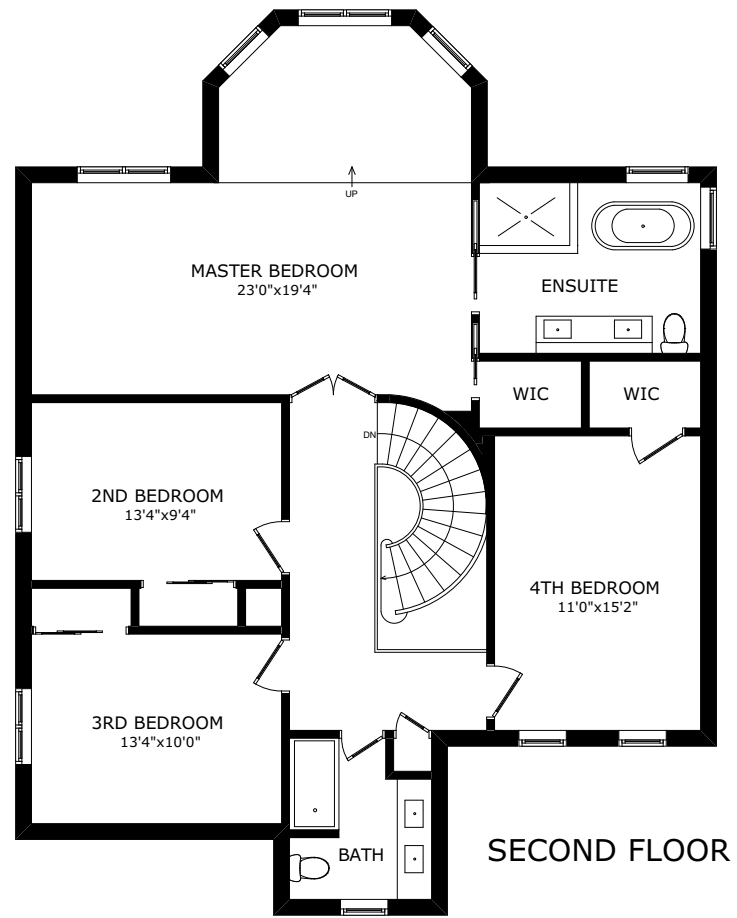 UP
MASTER BEDROOM
23'0"x19'4"
ENSUITE
WIC
WIC
DN
2ND BEDROOM
13'4"x9'4"
4TH BEDROOM
11'0"x15'2"
3RD BEDROOM
13'4"x10'0"
BATH
SECOND FLOOR